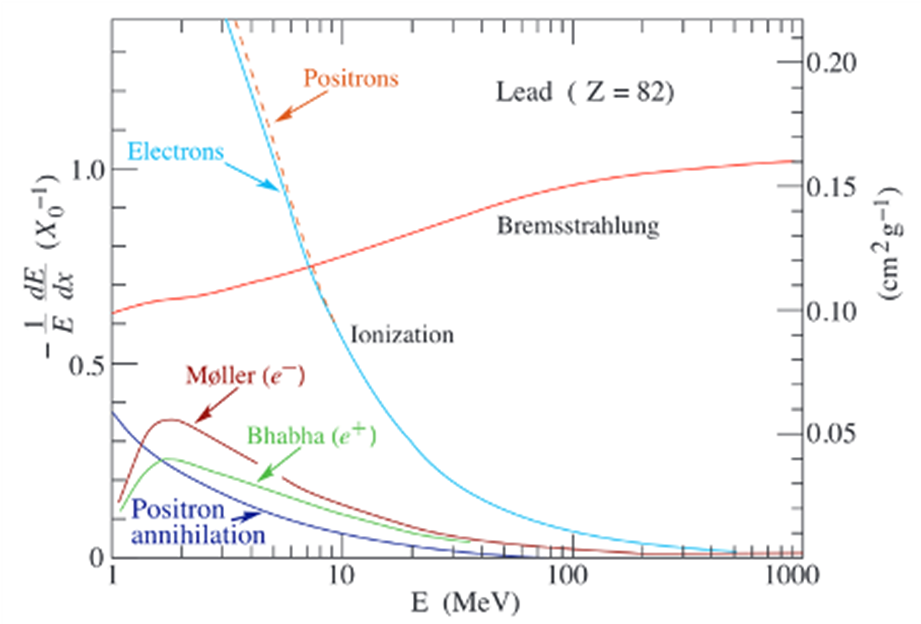 Positrons
Lead ( Z = 82)
0.20
Electrons
1.0
0.15
Bremsstrahlung
− 1/E dE/dx (X₀⁻¹)
(cm² g⁻¹)
0.10
Ionization
0.5
Møller (e⁻)
Bhabha (e⁺)
0.05
Positron
annihilation
0
1 10 100 1000
E (MeV)